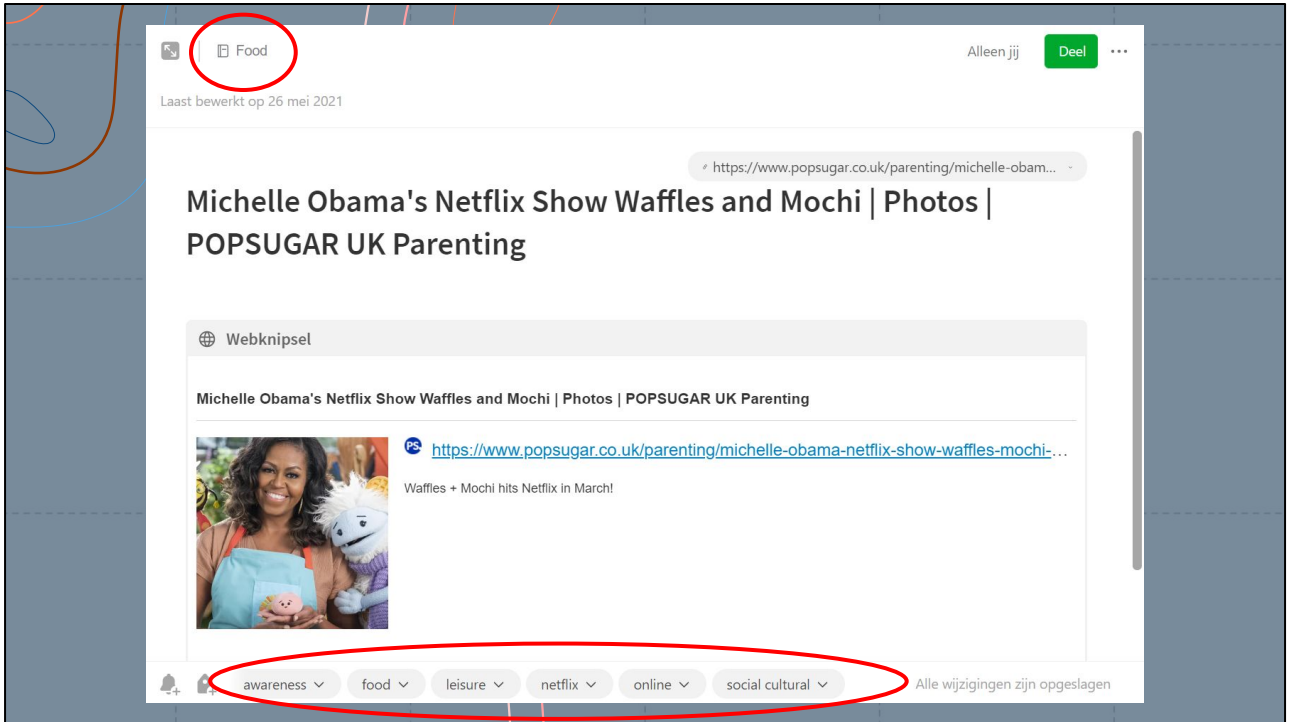 Food
Alleen jij
Deel
Laast bewerkt op 26 mei 2021
https://www.popsugar.co.uk/parenting/michelle-obam...
Michelle Obama's Netflix Show Waffles and Mochi | Photos |
POPSUGAR UK Parenting
Webknipsel
Michelle Obama's Netflix Show Waffles and Mochi | Photos | POPSUGAR UK Parenting
PS https://www.popsugar.co.uk/parenting/michelle-obama-netflix-show-waffles-mochi-...
Waffles + Mochi hits Netflix in March!
awareness food leisure netflix online social cultural
Alle wijzigingen zijn opgeslagen